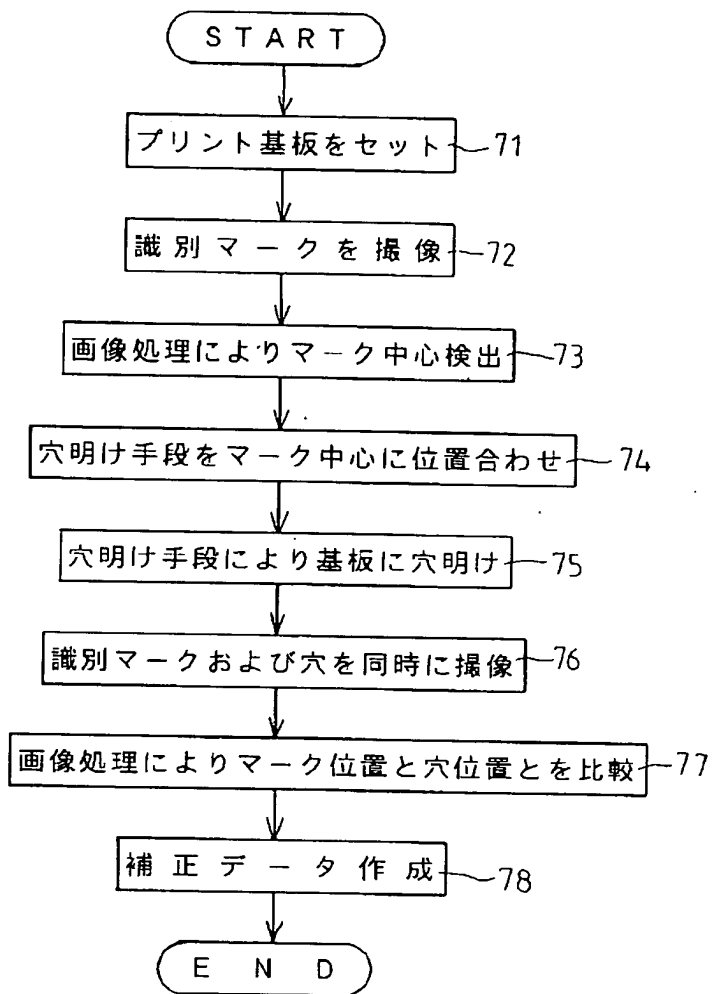 START
プリント基板をセット 71
識別マークを撮像 72
画像処理によりマーク中心検出 73
穴明け手段をマーク中心に位置合わせ 74
穴明け手段により基板に穴明け 75
識別マークおよび穴を同時に撮像 76
画像処理によりマーク位置と穴位置とを比較 77
補正データ作成 78
END